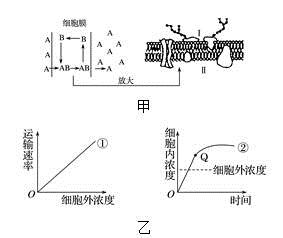 细胞膜
A B B A A
A A A A
A A A
A AB AB A A
放大
Ⅰ
Ⅱ
甲
运输速率
①
O 细胞外浓度
细胞内浓度
②
Q
细胞外浓度
O 时间
乙